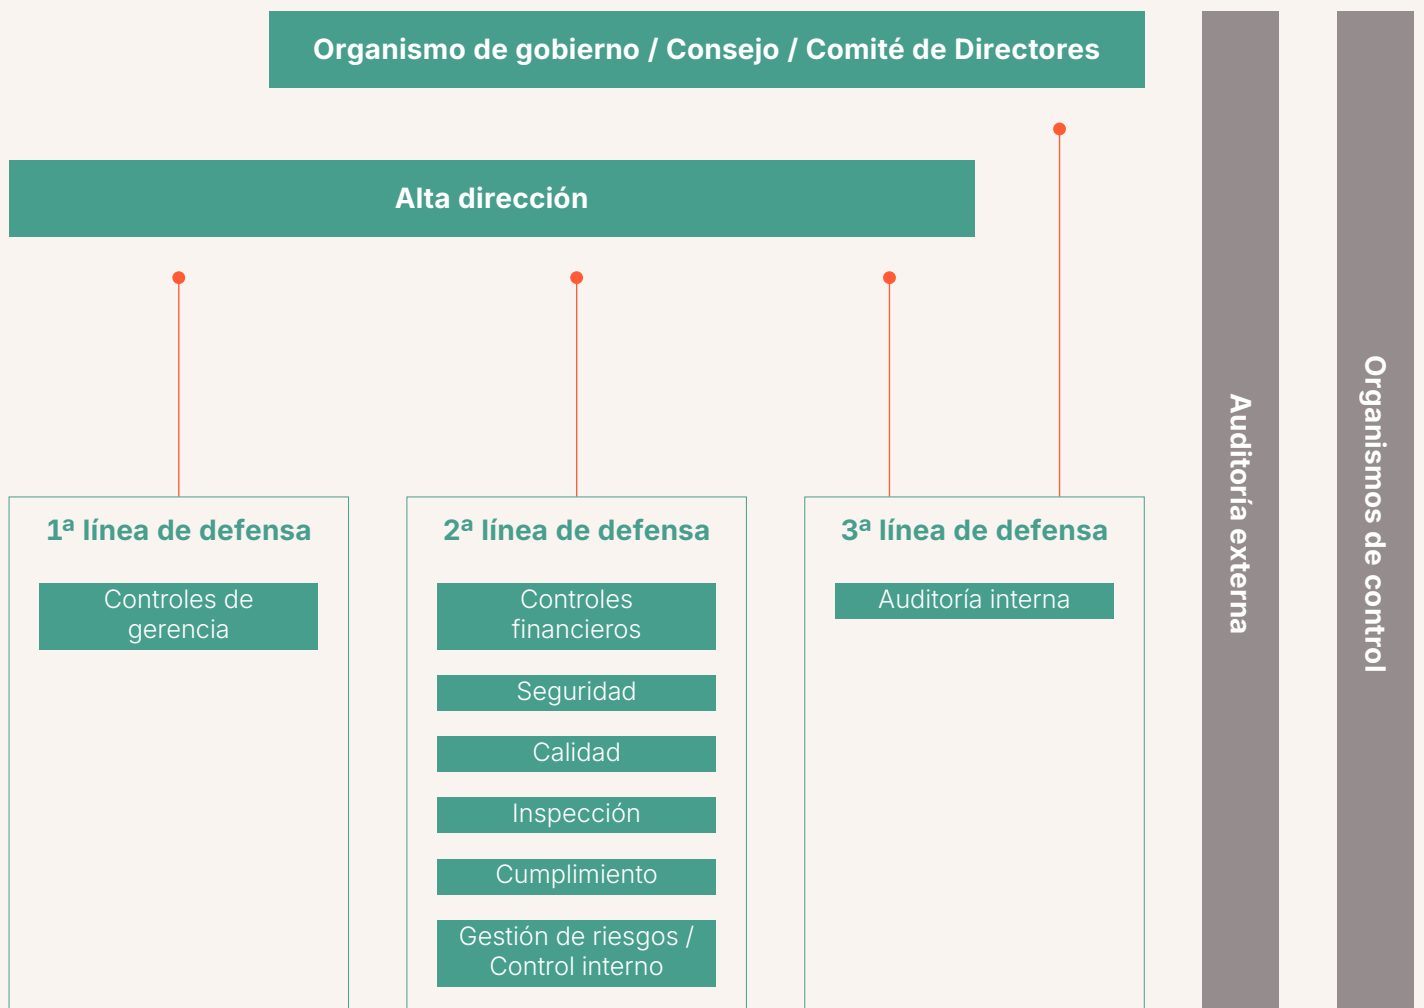 Organismo de gobierno / Consejo / Comité de Directores
Alta dirección
1ª línea de defensa
Controles de
gerencia
2ª línea de defensa
Controles
financieros
Seguridad
Calidad
Inspección
Cumplimiento
Gestión de riesgos /
Control interno
3ª línea de defensa
Auditoría interna
Auditoría externa
Organismos de control